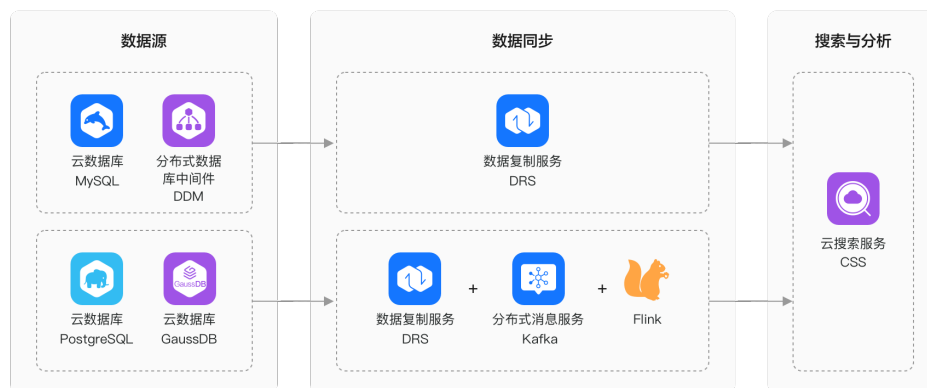 数据源
数据同步
搜索与分析
云数据库
MySQL
分布式数据
库中间件
DDM
数据复制服务
DRS
云搜索服务
CSS
GaussDB
云数据库
PostgreSQL
云数据库
GaussDB
数据复制服务
DRS
+
分布式消息服务
Kafka
+
Flink